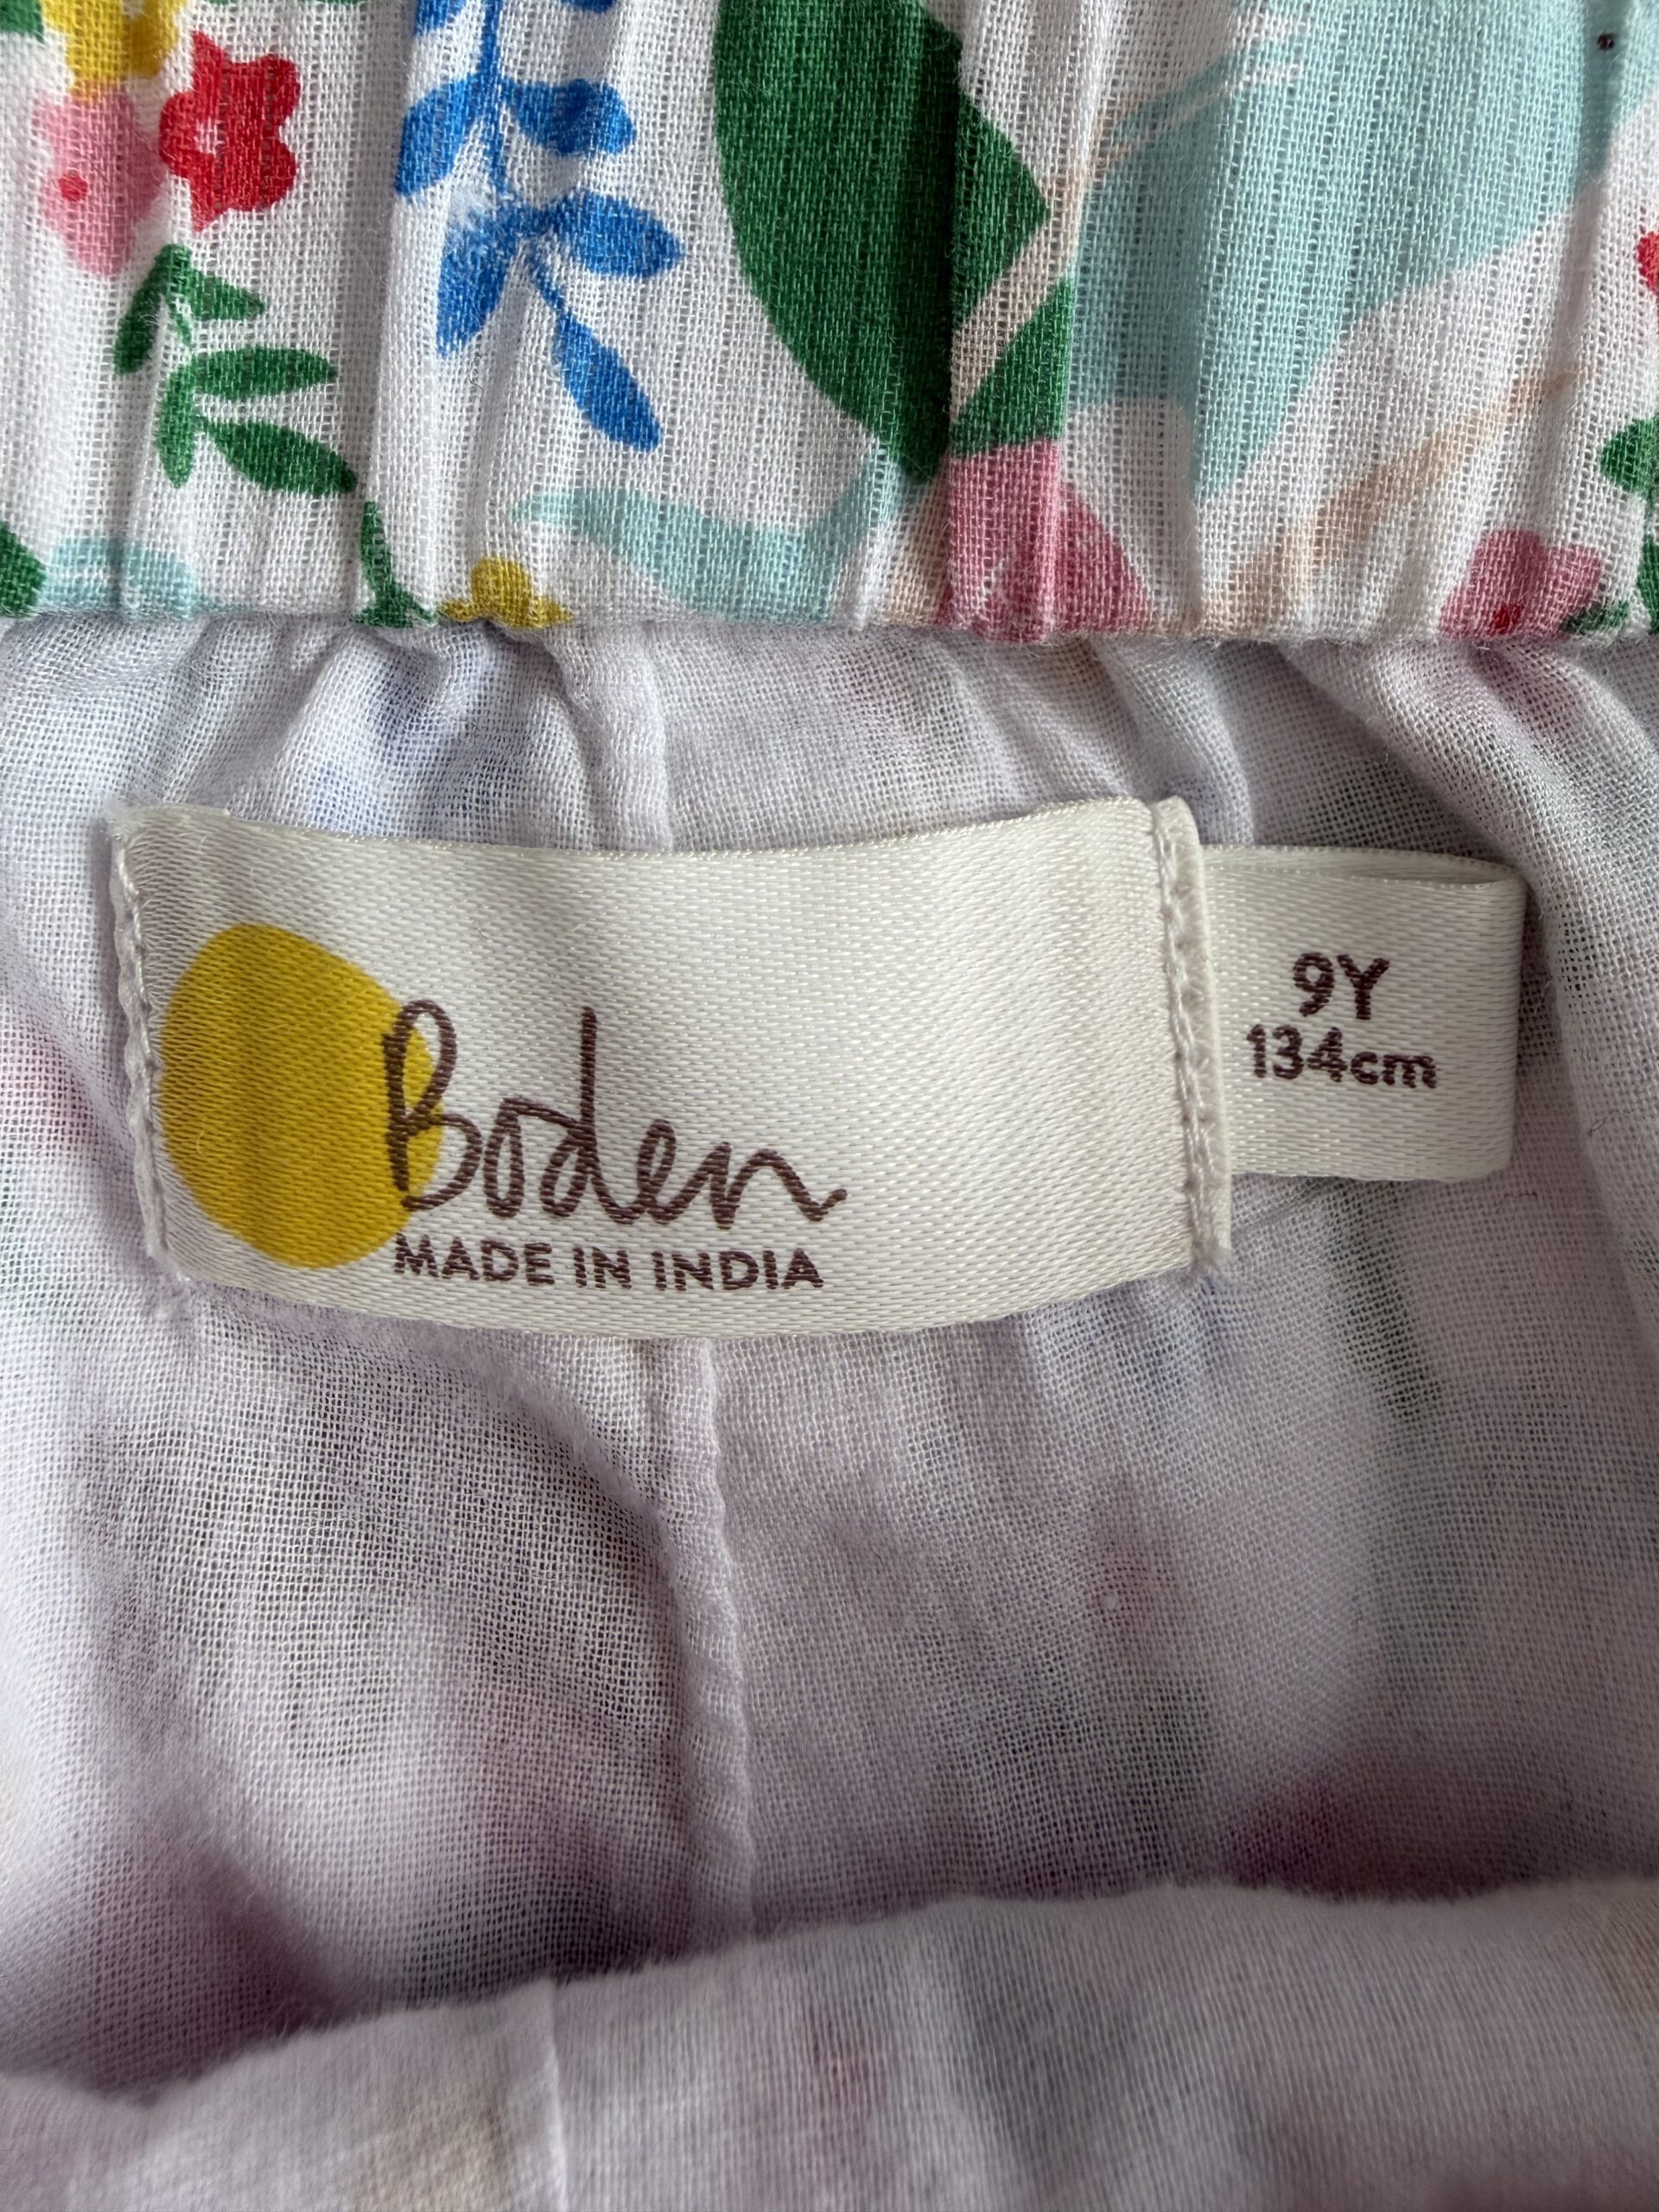 Boden
MADE IN INDIA
9Y
134cm